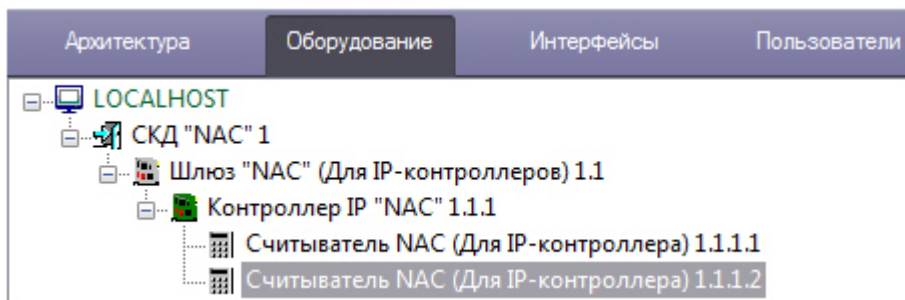 Архитектура Оборудование Интерфейсы Пользователи
LOCALHOST
СКД "NAC" 1
Шлюз "NAC" (Для IP-контроллеров) 1.1
Контроллер IP "NAC" 1.1.1
Считыватель NAC (Для IP-контроллера) 1.1.1.1
Считыватель NAC (Для IP-контроллера) 1.1.1.2